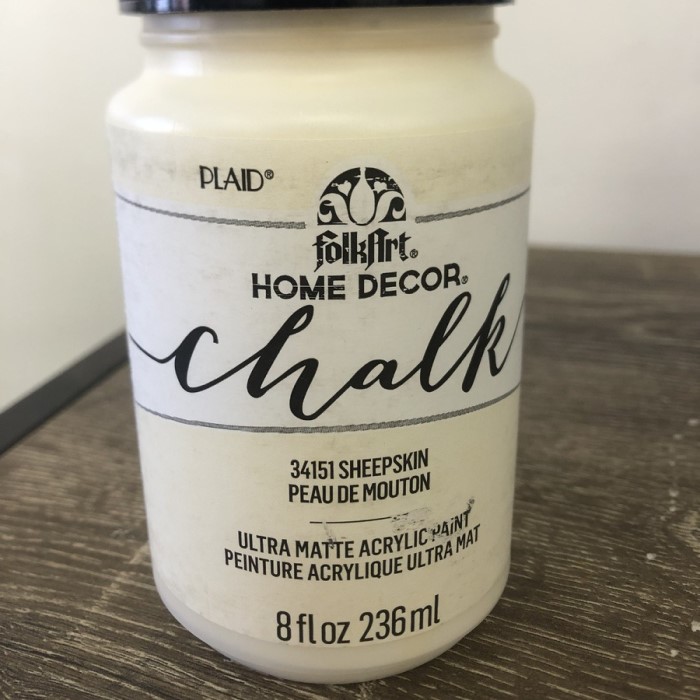 PLAID®
folkArt®
HOME DECOR®
chalk
34151 SHEEPSKIN
PEAU DE MOUTON
ULTRA MATTE ACRYLIC PAINT
PEINTURE ACRYLIQUE ULTRA MAT
8 fl oz 236 ml